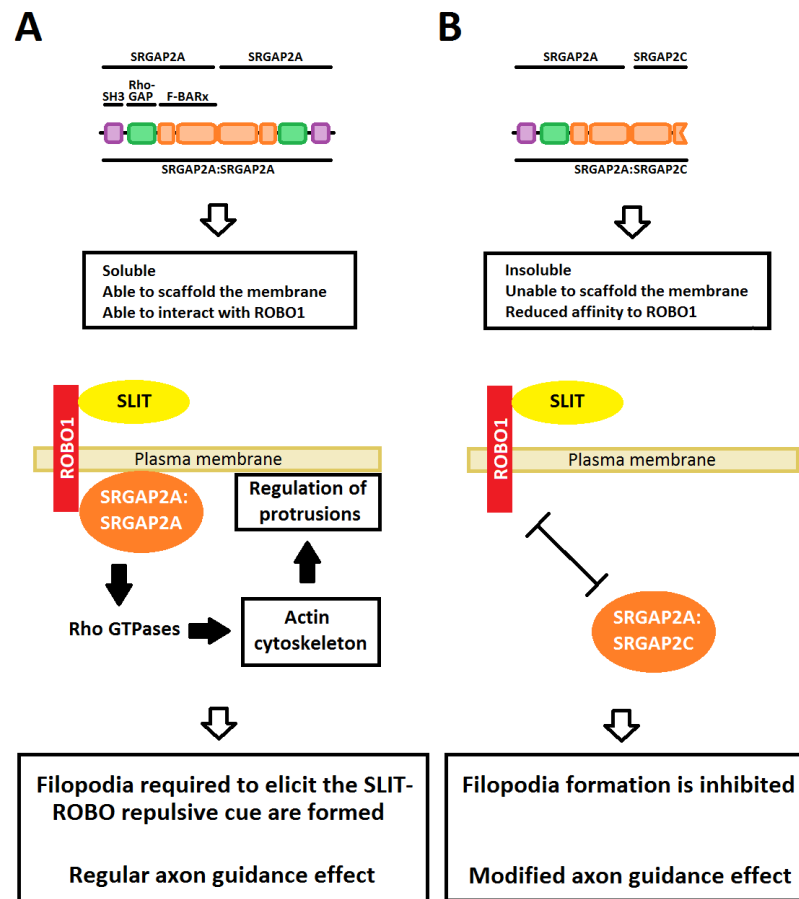 A
SRGAP2A
SRGAP2A
SH3
Rho-
GAP
F-BARx
SRGAP2A:SRGAP2A
Soluble
Able to scaffold the membrane
Able to interact with ROBO1
ROBO1
SLIT
Plasma membrane
SRGAP2A:
SRGAP2A
Regulation of
protrusions
Rho GTPases
Actin
cytoskeleton
Filopodia required to elicit the SLIT-
ROBO repulsive cue are formed
Regular axon guidance effect
B
SRGAP2A
SRGAP2C
SRGAP2A:SRGAP2C
Insoluble
Unable to scaffold the membrane
Reduced affinity to ROBO1
ROBO1
SLIT
Plasma membrane
SRGAP2A:
SRGAP2C
Filopodia formation is inhibited
Modified axon guidance effect